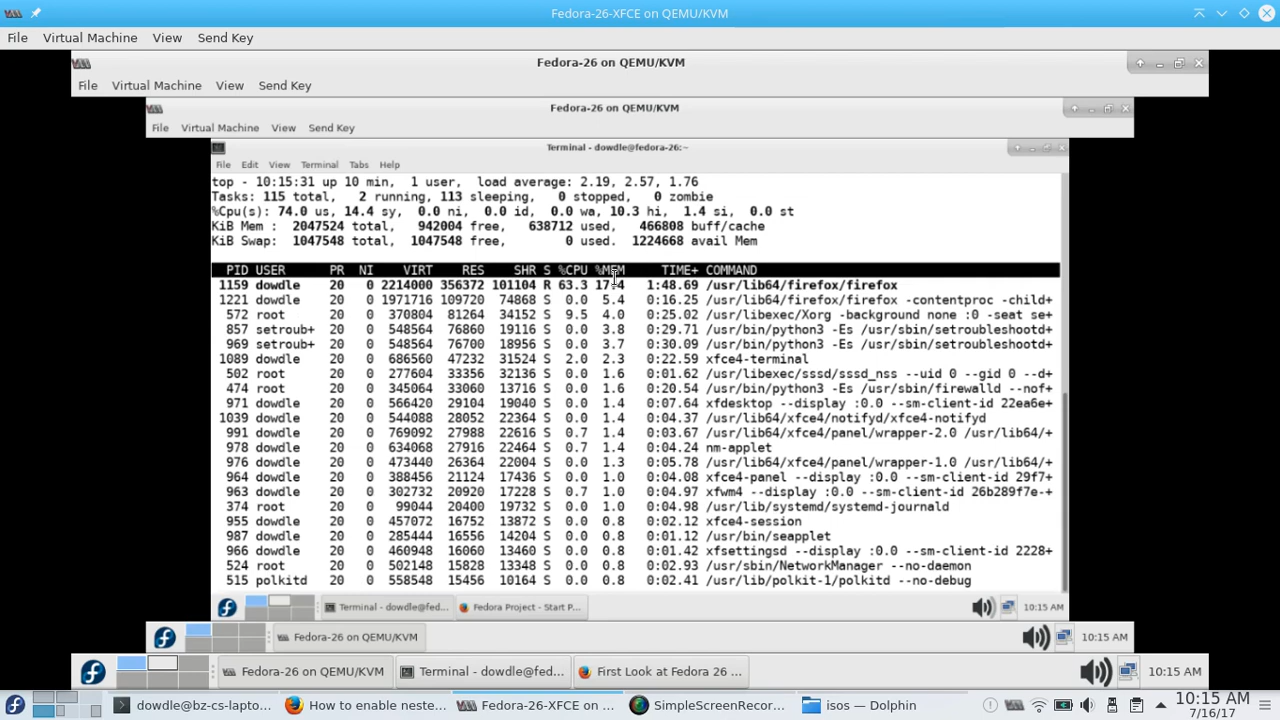 Fedora-26-XFCE on QEMU/KVM
File Virtual Machine View Send Key
Fedora-26 on QEMU/KVM
File Virtual Machine View Send Key
Fedora-26 on QEMU/KVM
File Virtual Machine View Send Key
Terminal - dowdle@fedora-26:~
File Edit View Terminal Tabs Help
top - 10:15:31 up 10 min, 1 user, load average: 2.19, 2.57, 1.76
Tasks: 115 total, 2 running, 113 sleeping, 0 stopped, 0 zombie
%Cpu(s): 74.0 us, 14.4 sy, 0.0 ni, 0.0 id, 0.0 wa, 10.3 hi, 1.4 si, 0.0 st
KiB Mem : 2047524 total, 942004 free, 638712 used, 466808 buff/cache
KiB Swap: 1047548 total, 1047548 free, 0 used. 1224668 avail Mem
PID USER PR NI VIRT RES SHR S %CPU %MEM TIME+ COMMAND
1159 dowdle 20 0 2214000 356372 101104 R 63.3 17.4 1:48.69 /usr/lib64/firefox/firefox
1221 dowdle 20 0 1971716 109720 74868 S 0.0 5.4 0:16.25 /usr/lib64/firefox/firefox -contentproc -child+
572 root 20 0 370804 81264 34152 S 9.5 4.0 0:25.02 /usr/libexec/Xorg -background none :0 -seat se+
857 setroub+ 20 0 548564 76860 19116 S 0.0 3.8 0:29.71 /usr/bin/python3 -Es /usr/sbin/setroubleshootd+
969 setroub+ 20 0 548564 76700 18956 S 0.0 3.7 0:30.09 /usr/bin/python3 -Es /usr/sbin/setroubleshootd+
1089 dowdle 20 0 686560 47232 31524 S 2.0 2.3 0:22.59 xfce4-terminal
502 root 20 0 277604 33356 32136 S 0.0 1.6 0:01.62 /usr/libexec/sssd/sssd_nss --uid 0 --gid 0 --d+
474 root 20 0 345064 33060 13716 S 0.0 1.6 0:20.54 /usr/bin/python3 -Es /usr/sbin/firewalld --nof+
971 dowdle 20 0 566420 29104 19040 S 0.0 1.4 0:07.64 xfdesktop --display :0.0 --sm-client-id 22ea6e+
1039 dowdle 20 0 544088 28052 22364 S 0.0 1.4 0:04.37 /usr/lib64/xfce4/notifyd/xfce4-notifyd
991 dowdle 20 0 769092 27988 22616 S 0.7 1.4 0:03.67 /usr/lib64/xfce4/panel/wrapper-2.0 /usr/lib64/+
978 dowdle 20 0 634068 27916 22464 S 0.7 1.4 0:04.24 nm-applet
976 dowdle 20 0 473440 26364 22004 S 0.0 1.3 0:05.78 /usr/lib64/xfce4/panel/wrapper-1.0 /usr/lib64/+
964 dowdle 20 0 388456 21124 17436 S 0.0 1.0 0:04.08 xfce4-panel --display :0.0 --sm-client-id 29f7+
963 dowdle 20 0 302732 20920 17228 S 0.7 1.0 0:04.97 xfwm4 --display :0.0 --sm-client-id 26b289f7e-+
374 root 20 0 99044 20400 19732 S 0.0 1.0 0:04.98 /usr/lib/systemd/systemd-journald
955 dowdle 20 0 457072 16752 13872 S 0.0 0.8 0:02.12 xfce4-session
987 dowdle 20 0 285444 16556 14204 S 0.0 0.8 0:01.12 /usr/bin/seapplet
966 dowdle 20 0 460948 16060 13460 S 0.0 0.8 0:01.42 xfsettingsd --display :0.0 --sm-client-id 2228+
524 root 20 0 502148 15828 13348 S 0.0 0.8 0:02.93 /usr/sbin/NetworkManager --no-daemon
515 polkitd 20 0 558548 15456 10164 S 0.0 0.8 0:02.41 /usr/lib/polkit-1/polkitd --no-debug
Terminal - dowdle@fed... Fedora Project - Start P... 10:15 AM
Fedora-26 on QEMU/KVM 10:15 AM
Fedora-26 on QEMU/KVM Terminal - dowdle@fed... First Look at Fedora 26 ... 10:15 AM
dowdle@bz-cs-lapto... How to enable neste... Fedora-26-XFCE on ... SimpleScreenRecor... isos — Dolphin 10:15 AM
7/16/17